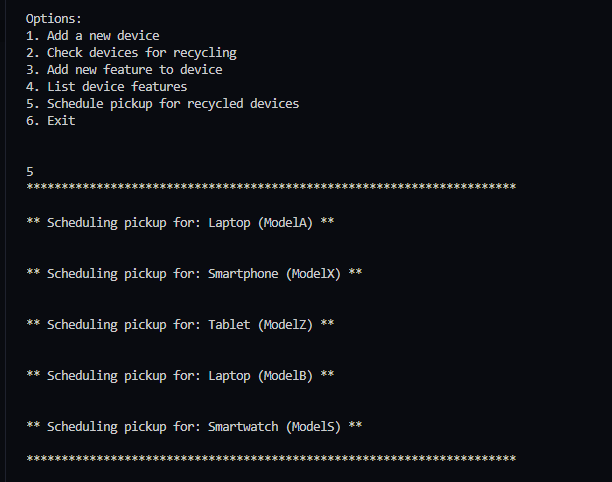 Options:
1. Add a new device
2. Check devices for recycling
3. Add new feature to device
4. List device features
5. Schedule pickup for recycled devices
6. Exit
5
**********************************************************************
** Scheduling pickup for: Laptop (ModelA) **
** Scheduling pickup for: Smartphone (ModelX) **
** Scheduling pickup for: Tablet (ModelZ) **
** Scheduling pickup for: Laptop (ModelB) **
** Scheduling pickup for: Smartwatch (ModelS) **
**********************************************************************